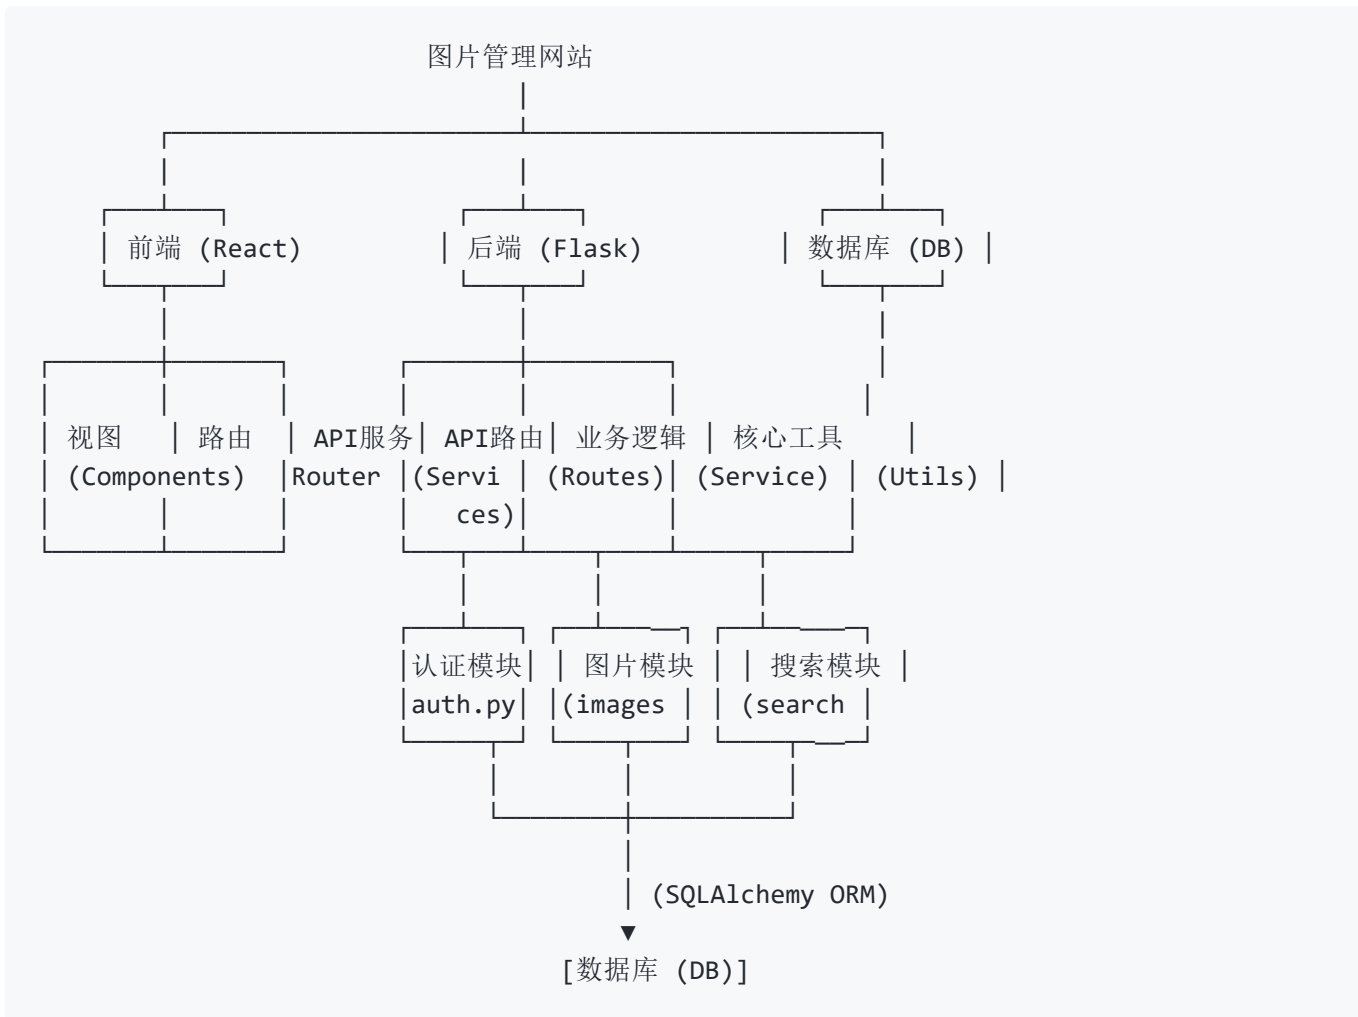 图片管理网站
前端 (React) 后端 (Flask) 数据库 (DB)
视图 路由 API服务 API路由 业务逻辑 核心工具
(Components) Router (Servi (Routes) (Service) (Utils)
ces)
认证模块 图片模块 搜索模块
auth.py (images (search
(SQLAlchemy ORM)
[数据库 (DB)]